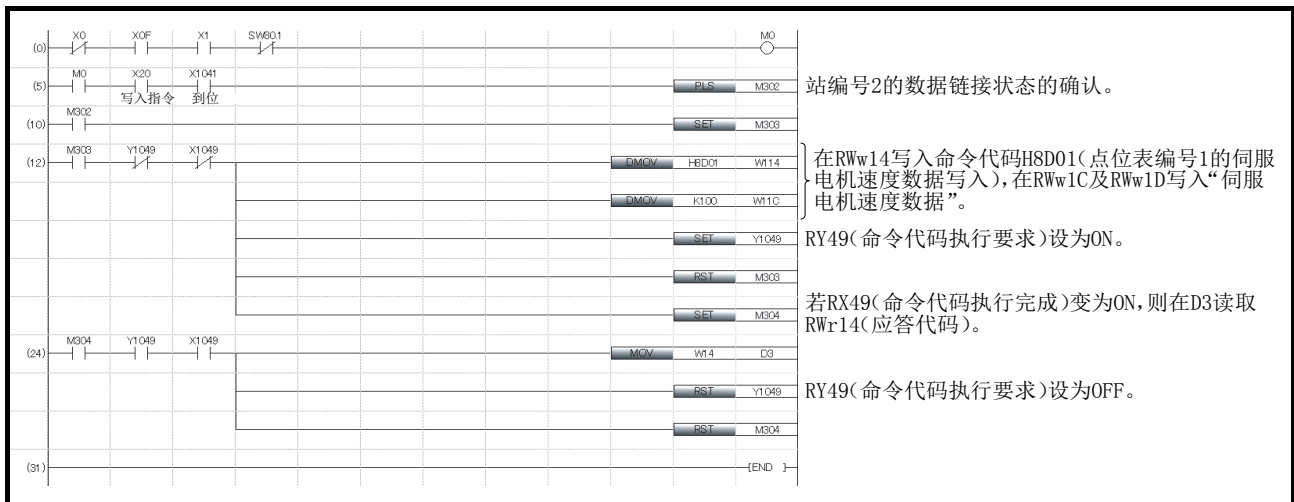 X0 X0F X1 SW80.1 M0
(0)
M0 X20 X1041
(5) PLS M302 站编号2的数据链接状态的确认。
写入指令 到位
M302
(10) SET M303
M303 Y1049 X1049
(12) DMOV H8D01 W114
DMOV K100 W11C
在RWw14写入命令代码H8D01(点位表编号1的伺服
电机速度数据写入),在RWw1C及RWw1D写入“伺服
电机速度数据”。
SET Y1049 RY49(命令代码执行要求)设为ON。
RST M303
SET M304
若RX49(命令代码执行完成)变为ON,则在D3读取
RWr14(应答代码)。
M304 Y1049 X1049
(24) MOV W14 D3
RST Y1049 RY49(命令代码执行要求)设为OFF。
RST M304
(31) [END ]